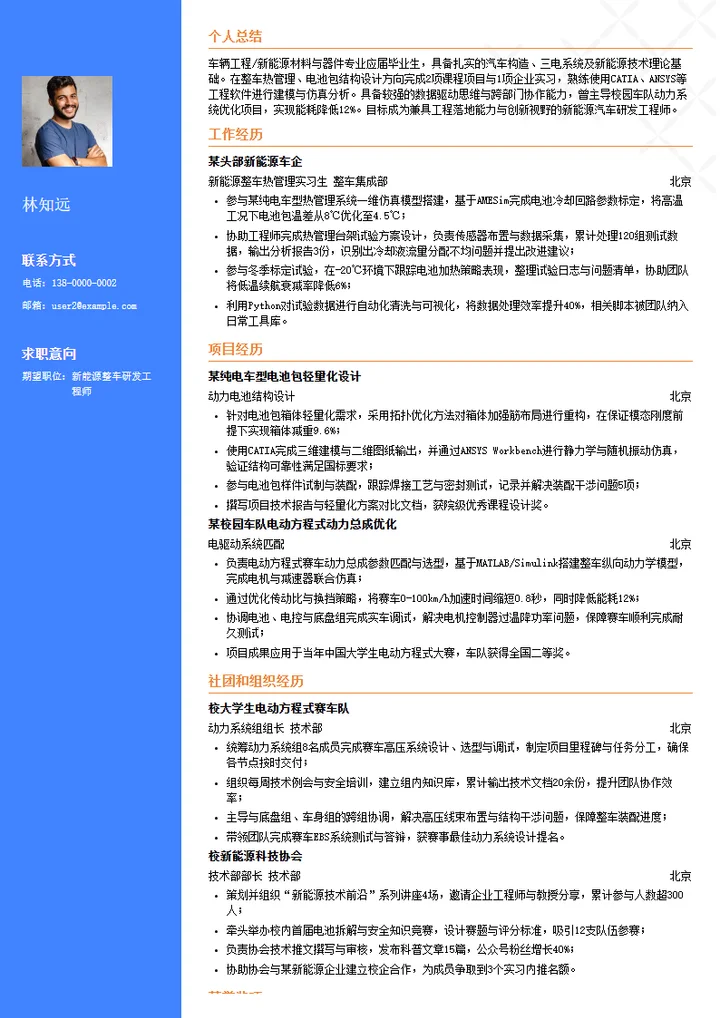 林知远
联系方式
电话：138-0000-0002
邮箱：user2@example.com
求职意向
期望职位：新能源整车研发工
程师
个人总结
车辆工程/新能源材料与器件专业应届毕业生，具备扎实的汽车构造、三电系统及新能源技术理论基
础。在整车热管理、电池包结构设计方向完成2项课程项目与1项企业实习，熟练使用CATIA、ANSYS等
工程软件进行建模与仿真分析。具备较强的数据驱动思维与跨部门协作能力，曾主导校园车队动力系
统优化项目，实现能耗降低12%。目标成为兼具工程落地能力与创新视野的新能源汽车研发工程师。
工作经历
某头部新能源车企
新能源整车热管理实习生 整车集成部 北京
• 参与某纯电车型热管理系统一维仿真模型搭建，基于AMESim完成电池冷却回路参数标定，将高温
工况下电池包温差从8℃优化至4.5℃；
• 协助工程师完成热管理台架试验方案设计，负责传感器布置与数据采集，累计处理120组测试数
据，输出分析报告3份，识别出冷却液流量分配不均问题并提出改进建议；
• 参与冬季标定试验，在-20℃环境下跟踪电池加热策略表现，整理试验日志与问题清单，协助团队
将低温续航衰减率降低6%；
• 利用Python对试验数据进行自动化清洗与可视化，将数据处理效率提升40%，相关脚本被团队纳入
日常工具库。
项目经历
某纯电车型电池包轻量化设计
动力电池结构设计 北京
• 针对电池包箱体轻量化需求，采用拓扑优化方法对箱体加强筋布局进行重构，在保证模态刚度前
提下实现箱体减重9.6%；
• 使用CATIA完成三维建模与二维图纸输出，并通过ANSYS Workbench进行静力学与随机振动仿真，
验证结构可靠性满足国标要求；
• 参与电池包样件试制与装配，跟踪焊接工艺与密封测试，记录并解决装配干涉问题5项；
• 撰写项目技术报告与轻量化方案对比文档，获院级优秀课程设计奖。
某校园车队电动方程式动力总成优化
电驱动系统匹配 北京
• 负责电动方程式赛车动力总成参数匹配与选型，基于MATLAB/Simulink搭建整车纵向动力学模型，
完成电机与减速器联合仿真；
• 通过优化传动比与换挡策略，将赛车0-100km/h加速时间缩短0.8秒，同时降低能耗12%；
• 协调电池、电控与底盘组完成实车调试，解决电机控制器过温降功率问题，保障赛车顺利完成耐
久测试；
• 项目成果应用于当年中国大学生电动方程式大赛，车队获得全国二等奖。
社团和组织经历
校大学生电动方程式赛车队
动力系统组组长 技术部 北京
• 统筹动力系统组8名成员完成赛车高压系统设计、选型与调试，制定项目里程碑与任务分工，确保
各节点按时交付；
• 组织每周技术例会与安全培训，建立组内知识库，累计输出技术文档20余份，提升团队协作效
率；
• 主导与底盘组、车身组的跨组协调，解决高压线束布置与结构干涉问题，保障整车装配进度；
• 带领团队完成赛车EBS系统测试与答辩，获赛事最佳动力系统设计提名。
校新能源科技协会
技术部部长 技术部 北京
• 策划并组织“新能源技术前沿”系列讲座4场，邀请企业工程师与教授分享，累计参与人数超300
人；
• 牵头举办校内首届电池拆解与安全知识竞赛，设计赛题与评分标准，吸引12支队伍参赛；
• 负责协会技术推文撰写与审核，发布科普文章15篇，公众号粉丝增长40%；
• 协助协会与某新能源企业建立校企合作，为成员争取到3个实习内推名额。